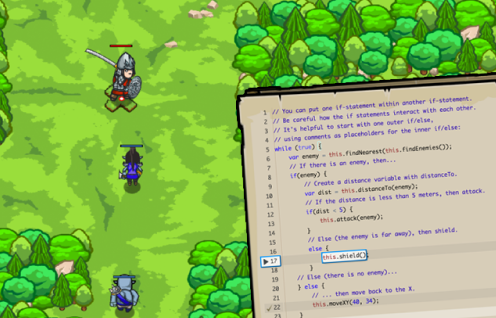 1 // You can put one if-statement within another if-statement.
2 // Be careful how the if statements interact with each other.
3 // It's helpful to start with one outer if/else,
4 // using comments as placeholders for the inner if/else:
5 while (true) {
6 var enemy = this.findNearest(this.findEnemies());
7 // If there is an enemy, then...
8 if(enemy) {
9 // Create a distance variable with distanceTo.
10 var dist = this.distanceTo(enemy);
11 // If the distance is less than 5 meters, then attack.
12 if(dist < 5) {
13 this.attack(enemy);
14 }
15 // Else (the enemy is far away), then shield.
16 else {
17 this.shield();
18 }
19 // Else (there is no enemy)...
20 } else {
21 // ... then move back to the X.
22 this.moveXY(40, 34);
23 }